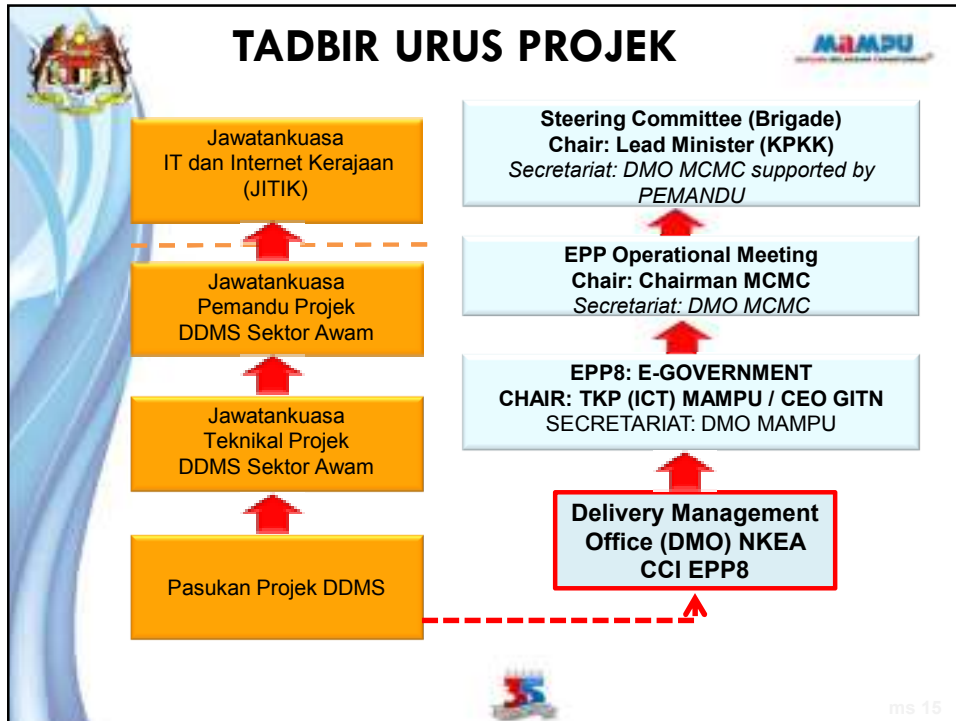 TADBIR URUS PROJEK
MAMPU
Jawatankuasa
IT dan Internet Kerajaan
(JITIK)
Jawatankuasa
Pemandu Projek
DDMS Sektor Awam
Jawatankuasa
Teknikal Projek
DDMS Sektor Awam
Pasukan Projek DDMS
Steering Committee (Brigade)
Chair: Lead Minister (KPKK)
Secretariat: DMO MCMC supported by
PEMANDU
EPP Operational Meeting
Chair: Chairman MCMC
Secretariat: DMO MCMC
EPP8: E-GOVERNMENT
CHAIR: TKP (ICT) MAMPU / CEO GITN
SECRETARIAT: DMO MAMPU
Delivery Management
Office (DMO) NKEA
CCI EPP8
35
ms 15